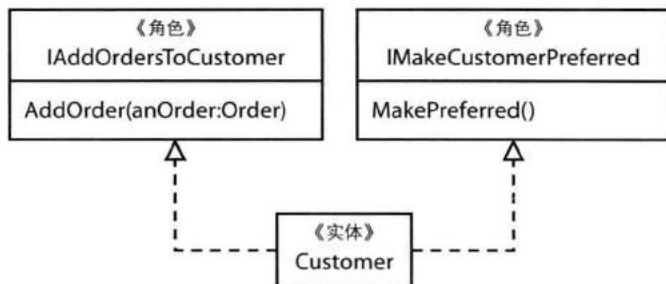 《角色》
IAddOrdersToCustomer
AddOrder(anOrder:Order)
《角色》
IMakeCustomerPreferred
MakePreferred()
《实体》
Customer